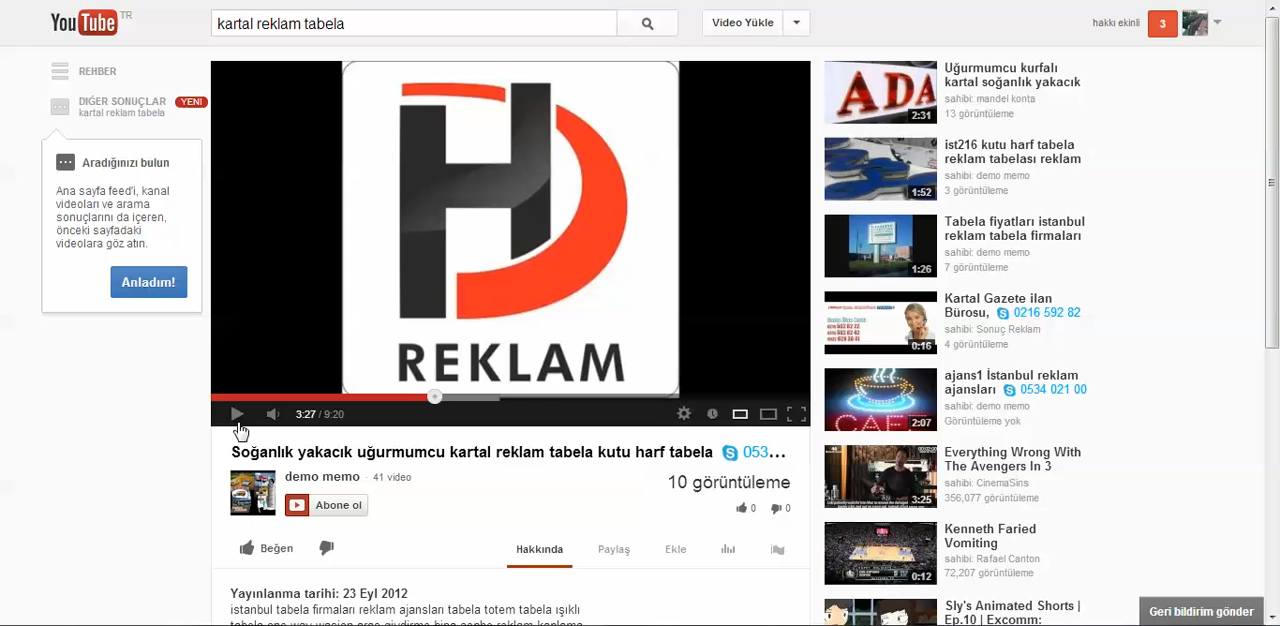 YouTube TR
kartal reklam tabela
Video Yükle
hakkı ekinli
3
REHBER
DİĞER SONUÇLAR YENİ
kartal reklam tabela
Aradığınızı bulun
Ana sayfa feed'i, kanal
videoları ve arama
sonuçlarını da içeren,
önceki sayfadaki
videolara göz atın.
Anladım!
REKLAM
3:27 / 9:20
Soğanlık yakacık uğurmumcu kartal reklam tabela kutu harf tabela 053...
demo memo · 41 video
Abone ol
10 görüntüleme
0 0
Beğen
Hakkında Paylaş Ekle
Yayınlanma tarihi: 23 Eyl 2012
istanbul tabela firmaları reklam ajansları tabela totem tabela ışıklı
ADA
2:31
Uğurmumcu kurfalı
kartal soğanlık yakacık
sahibi: mandel konta
13 görüntüleme
1:52
ist216 kutu harf tabela
reklam tabelası reklam
sahibi: demo memo
3 görüntüleme
1:26
Tabela fiyatları istanbul
reklam tabela firmaları
sahibi: demo memo
7 görüntüleme
0:16
Kartal Gazete ilan
Bürosu, 0216 592 82
sahibi: Sonuç Reklam
4 görüntüleme
CAF
2:07
ajans1 İstanbul reklam
ajansları 0534 021 00
sahibi: demo memo
Görüntüleme yok
3:25
Everything Wrong With
The Avengers In 3
sahibi: CinemaSins
356,077 görüntüleme
0:12
Kenneth Faried
Vomiting
sahibi: Rafael Canton
72,207 görüntüleme
Sly's Animated Shorts |
Ep.10 | Excomm:
Geri bildirim gönder